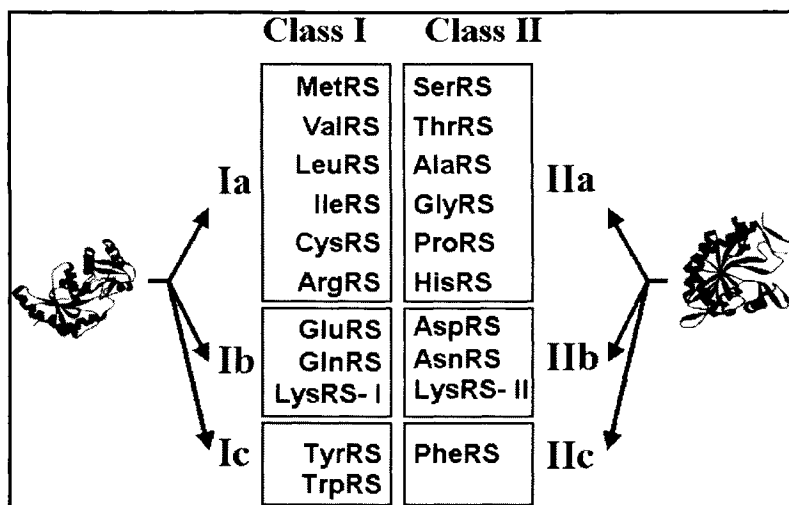 Class I Class II
MetRS SerRS
ValRS ThrRS
LeuRS AlaRS
Ia IIa
IleRS GlyRS
CysRS ProRS
ArgRS HisRS
GluRS AspRS
Ib GlnRS AsnRS IIb
LysRS- I LysRS- II
Ic TyrRS PheRS IIc
TrpRS